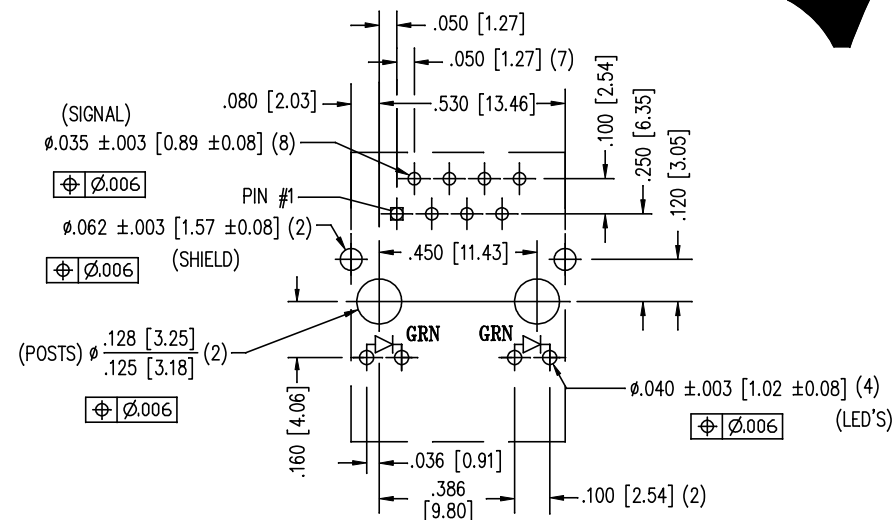 .050 [1.27]
.050 [1.27] (7)
.080 [2.03]
.530 [13.46]
.100 [2.54]
.250 [6.35]
.120 [3.05]
(SIGNAL)
ø.035 ±.003 [0.89 ±0.08] (8)
⌖ Ø.006
PIN #1
ø.062 ±.003 [1.57 ±0.08] (2)
(SHIELD)
⌖ Ø.006
.450 [11.43]
GRN
GRN
(POSTS) ø .128 [3.25] (2)
.125 [3.18]
⌖ Ø.006
ø.040 ±.003 [1.02 ±0.08] (4)
(LED'S)
⌖ Ø.006
.160 [4.06]
.036 [0.91]
.386
[9.80]
.100 [2.54] (2)